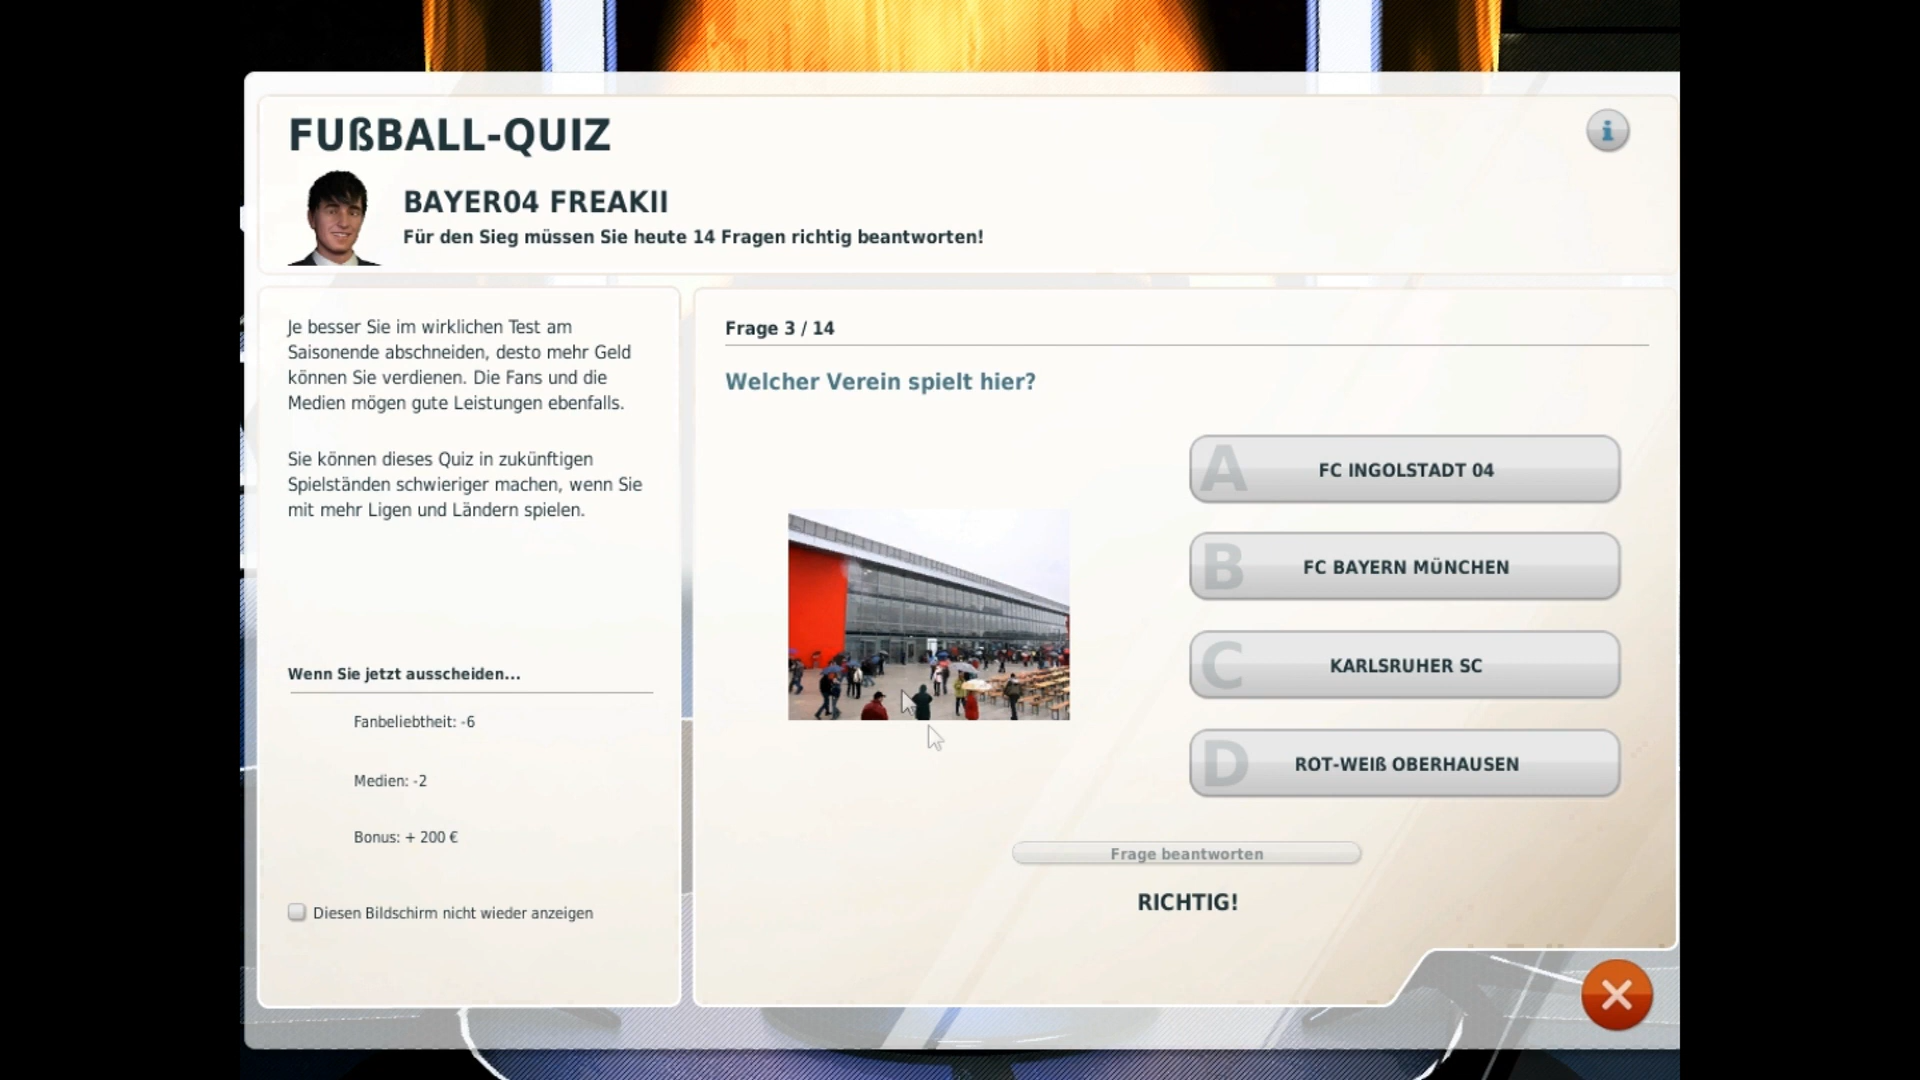 FUßBALL-QUIZ
i
BAYER04 FREAKII
Für den Sieg müssen Sie heute 14 Fragen richtig beantworten!
Je besser Sie im wirklichen Test am
Saisonende abschneiden, desto mehr Geld
können Sie verdienen. Die Fans und die
Medien mögen gute Leistungen ebenfalls.
Sie können dieses Quiz in zukünftigen
Spielständen schwieriger machen, wenn Sie
mit mehr Ligen und Ländern spielen.
Wenn Sie jetzt ausscheiden...
Fanbeliebtheit: -6
Medien: -2
Bonus: + 200 €
Diesen Bildschirm nicht wieder anzeigen
Frage 3 / 14
Welcher Verein spielt hier?
A FC INGOLSTADT 04
B FC BAYERN MÜNCHEN
C KARLSRUHER SC
D ROT-WEIß OBERHAUSEN
Frage beantworten
RICHTIG!